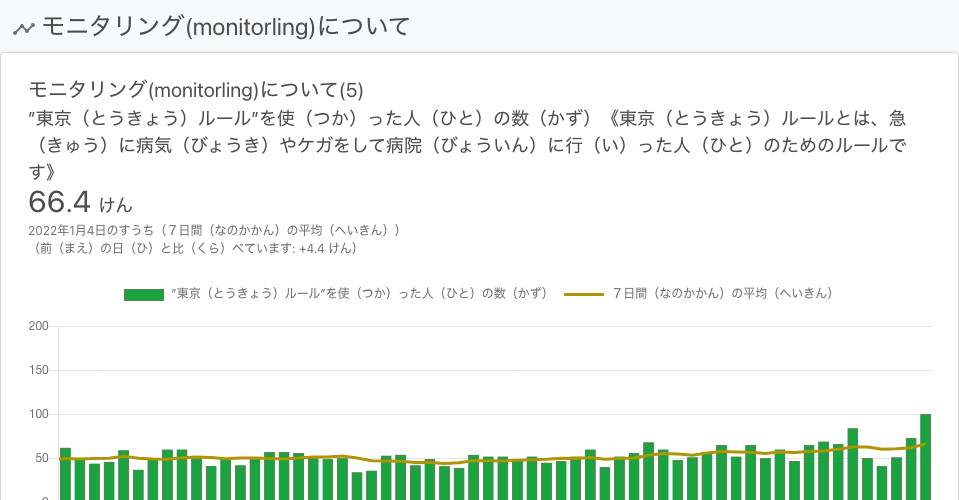 モニタリング(monitorling)について
モニタリング(monitorling)について(5)
”東京（とうきょう）ルール”を使（つか）った人（ひと）の数（かず）《東京（とうきょう）ルールとは、急
（きゅう）に病気（びょうき）やケガをして病院（びょういん）に行（い）った人（ひと）のためのルールで
す》
66.4 けん
2022年1月4日のすうち（７日間（なのかかん）の平均（へいきん））
（前（まえ）の日（ひ）と比（くら）べています: +4.4 けん）
”東京（とうきょう）ルール”を使（つか）った人（ひと）の数（かず） ７日間（なのかかん）の平均（へいきん）
200
150
100
50
0